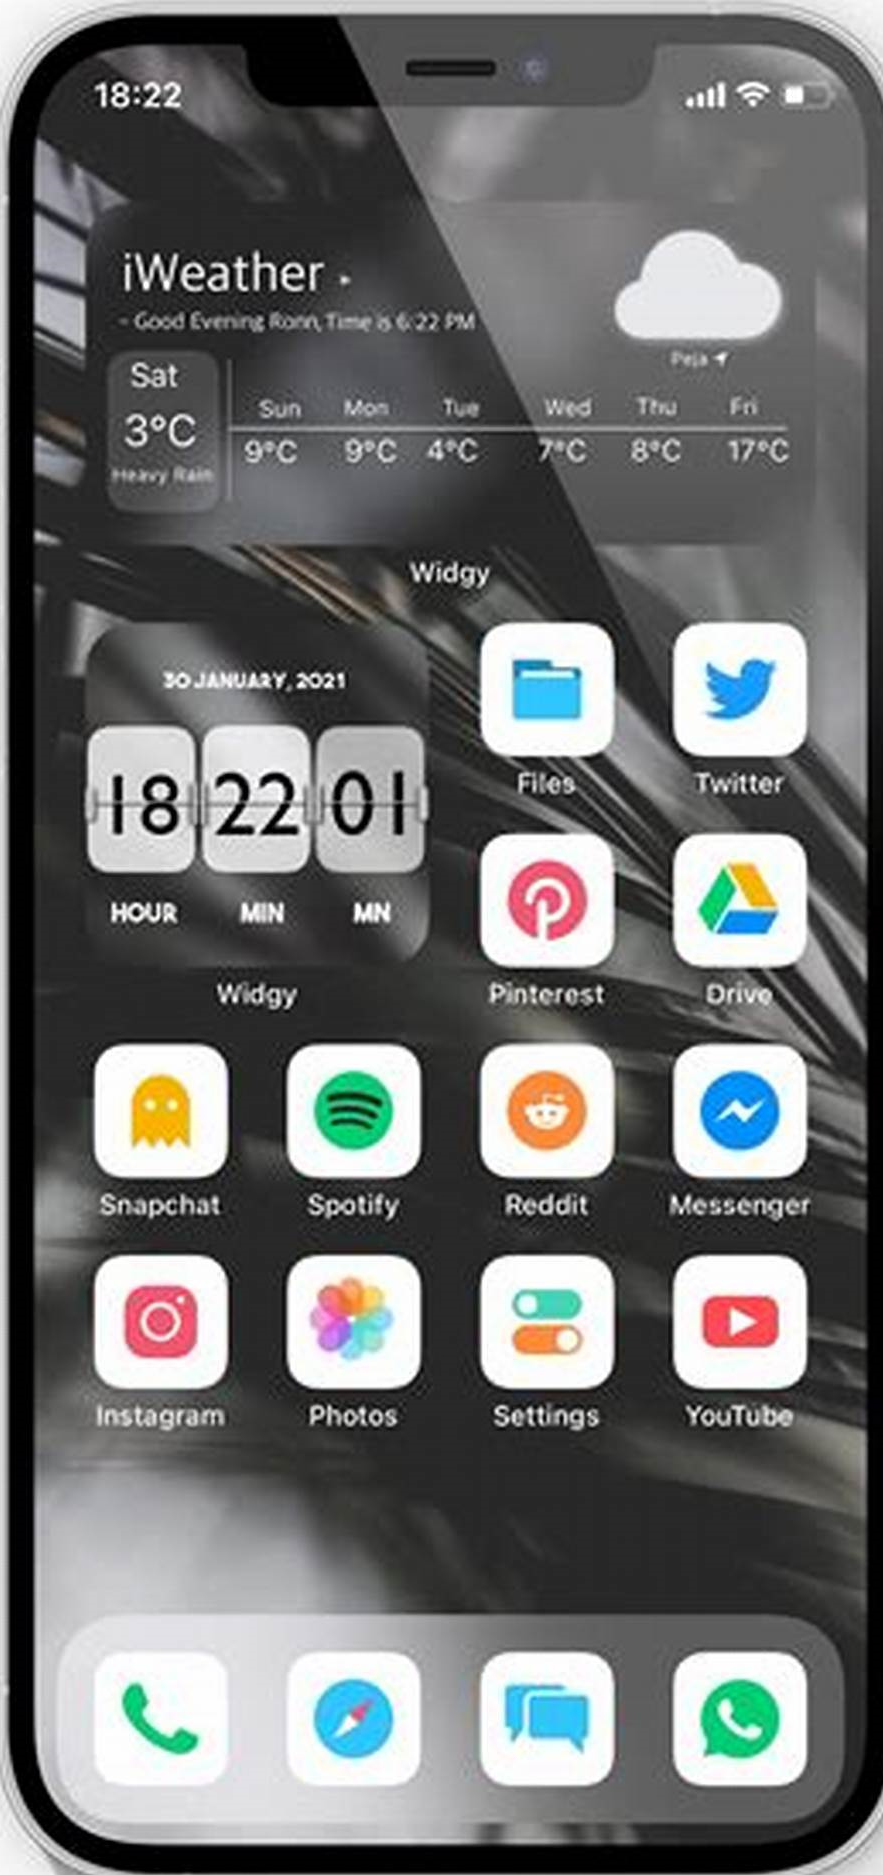 18:22
iWeather
- Good Evening Ronn, Time is 6:22 PM
Peja
Sat
3°C
Heavy Rain
Sun Mon Tue Wed Thu Fri
9°C 9°C 4°C 7°C 8°C 17°C
Widgy
30 JANUARY, 2021
18 22 01
HOUR MIN MN
Widgy
Files Twitter
Pinterest Drive
Snapchat Spotify Reddit Messenger
Instagram Photos Settings YouTube